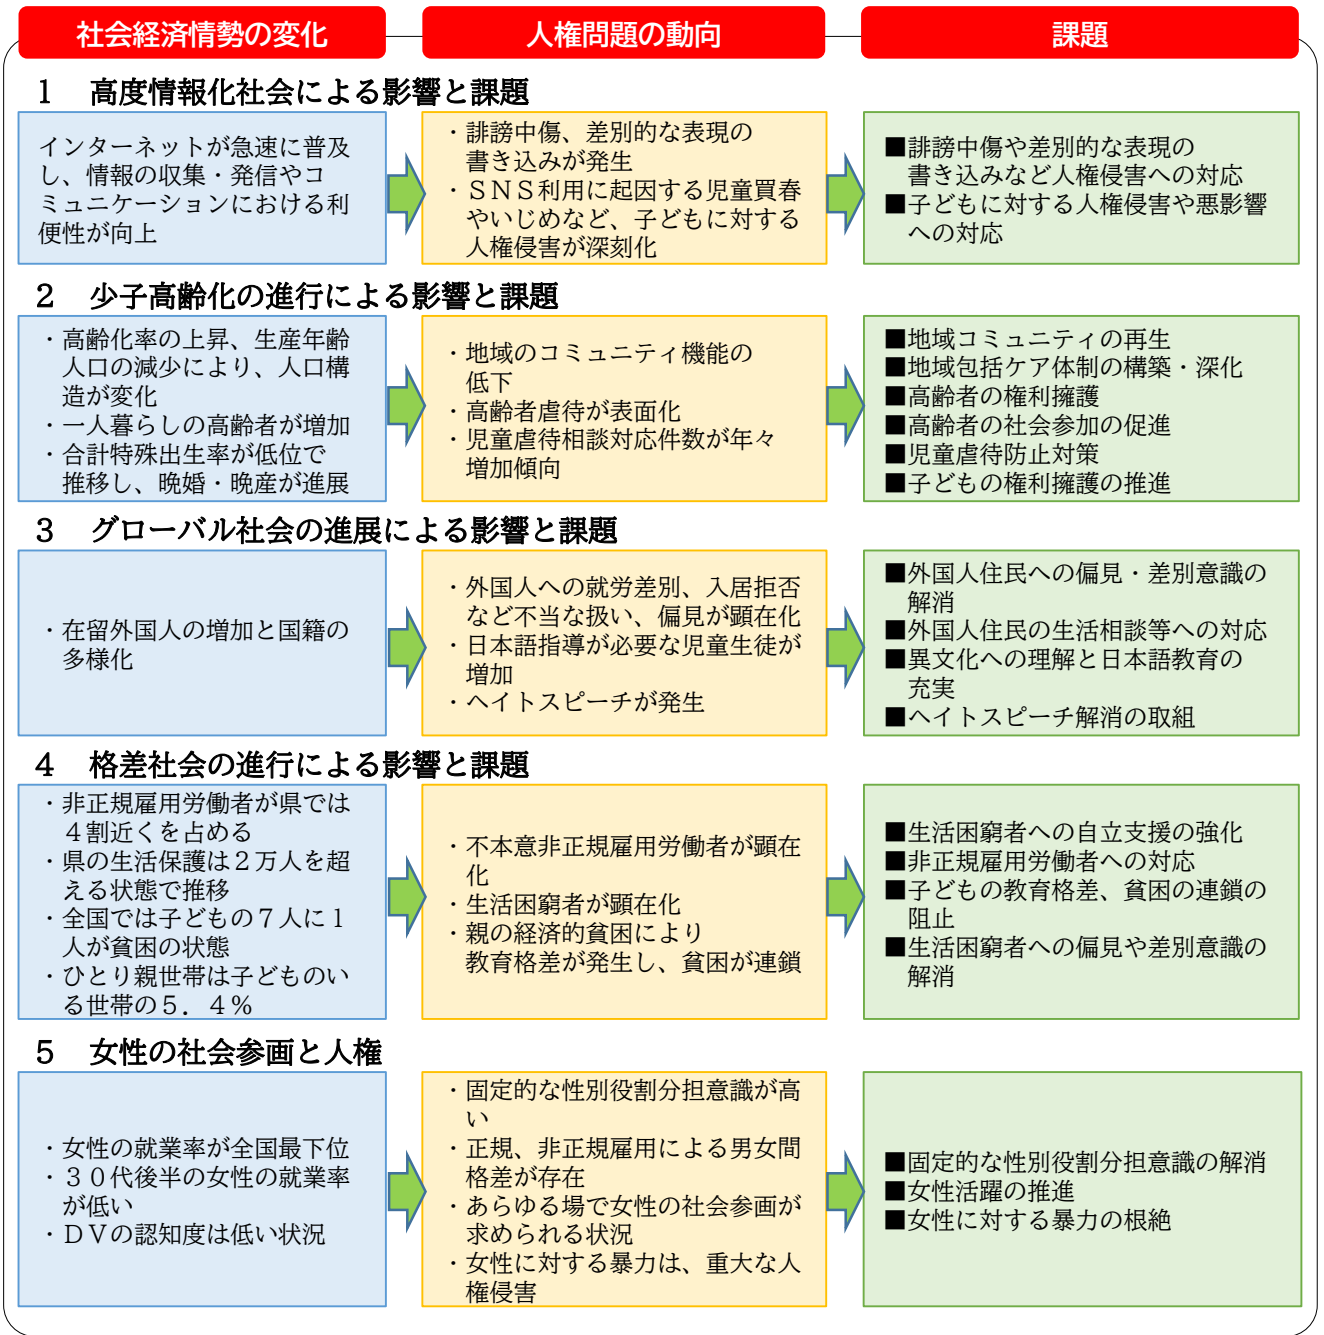 社会経済情勢の変化
人権問題の動向
課題
１　高度情報化社会による影響と課題
インターネットが急速に普及
し、情報の収集・発信やコ
ミュニケーションにおける利
便性が向上
・誹謗中傷、差別的な表現の
書き込みが発生
・ＳＮＳ利用に起因する児童買春
やいじめなど、子どもに対する
人権侵害が深刻化
■誹謗中傷や差別的な表現の
書き込みなど人権侵害への対応
■子どもに対する人権侵害や悪影響
への対応
２　少子高齢化の進行による影響と課題
・高齢化率の上昇、生産年齢
人口の減少により、人口構
造が変化
・一人暮らしの高齢者が増加
・合計特殊出生率が低位で
推移し、晩婚・晩産が進展
・地域のコミュニティ機能の
低下
・高齢者虐待が表面化
・児童虐待相談対応件数が年々
増加傾向
■地域コミュニティの再生
■地域包括ケア体制の構築・深化
■高齢者の権利擁護
■高齢者の社会参加の促進
■児童虐待防止対策
■子どもの権利擁護の推進
３　グローバル社会の進展による影響と課題
・在留外国人の増加と国籍の
多様化
・外国人への就労差別、入居拒否
など不当な扱い、偏見が顕在化
・日本語指導が必要な児童生徒が
増加
・ヘイトスピーチが発生
■外国人住民への偏見・差別意識の
解消
■外国人住民の生活相談等への対応
■異文化への理解と日本語教育の
充実
■ヘイトスピーチ解消の取組
４　格差社会の進行による影響と課題
・非正規雇用労働者が県では
４割近くを占める
・県の生活保護は２万人を超
える状態で推移
・全国では子どもの７人に１
人が貧困の状態
・ひとり親世帯は子どものい
る世帯の５．４％
・不本意非正規雇用労働者が顕在
化
・生活困窮者が顕在化
・親の経済的貧困により
教育格差が発生し、貧困が連鎖
■生活困窮者への自立支援の強化
■非正規雇用労働者への対応
■子どもの教育格差、貧困の連鎖の
阻止
■生活困窮者への偏見や差別意識の
解消
５　女性の社会参画と人権
・女性の就業率が全国最下位
・３０代後半の女性の就業率
が低い
・ＤＶの認知度は低い状況
・固定的な性別役割分担意識が高
い
・正規、非正規雇用による男女間
格差が存在
・あらゆる場で女性の社会参画が
求められる状況
・女性に対する暴力は、重大な人
権侵害
■固定的な性別役割分担意識の解消
■女性活躍の推進
■女性に対する暴力の根絶